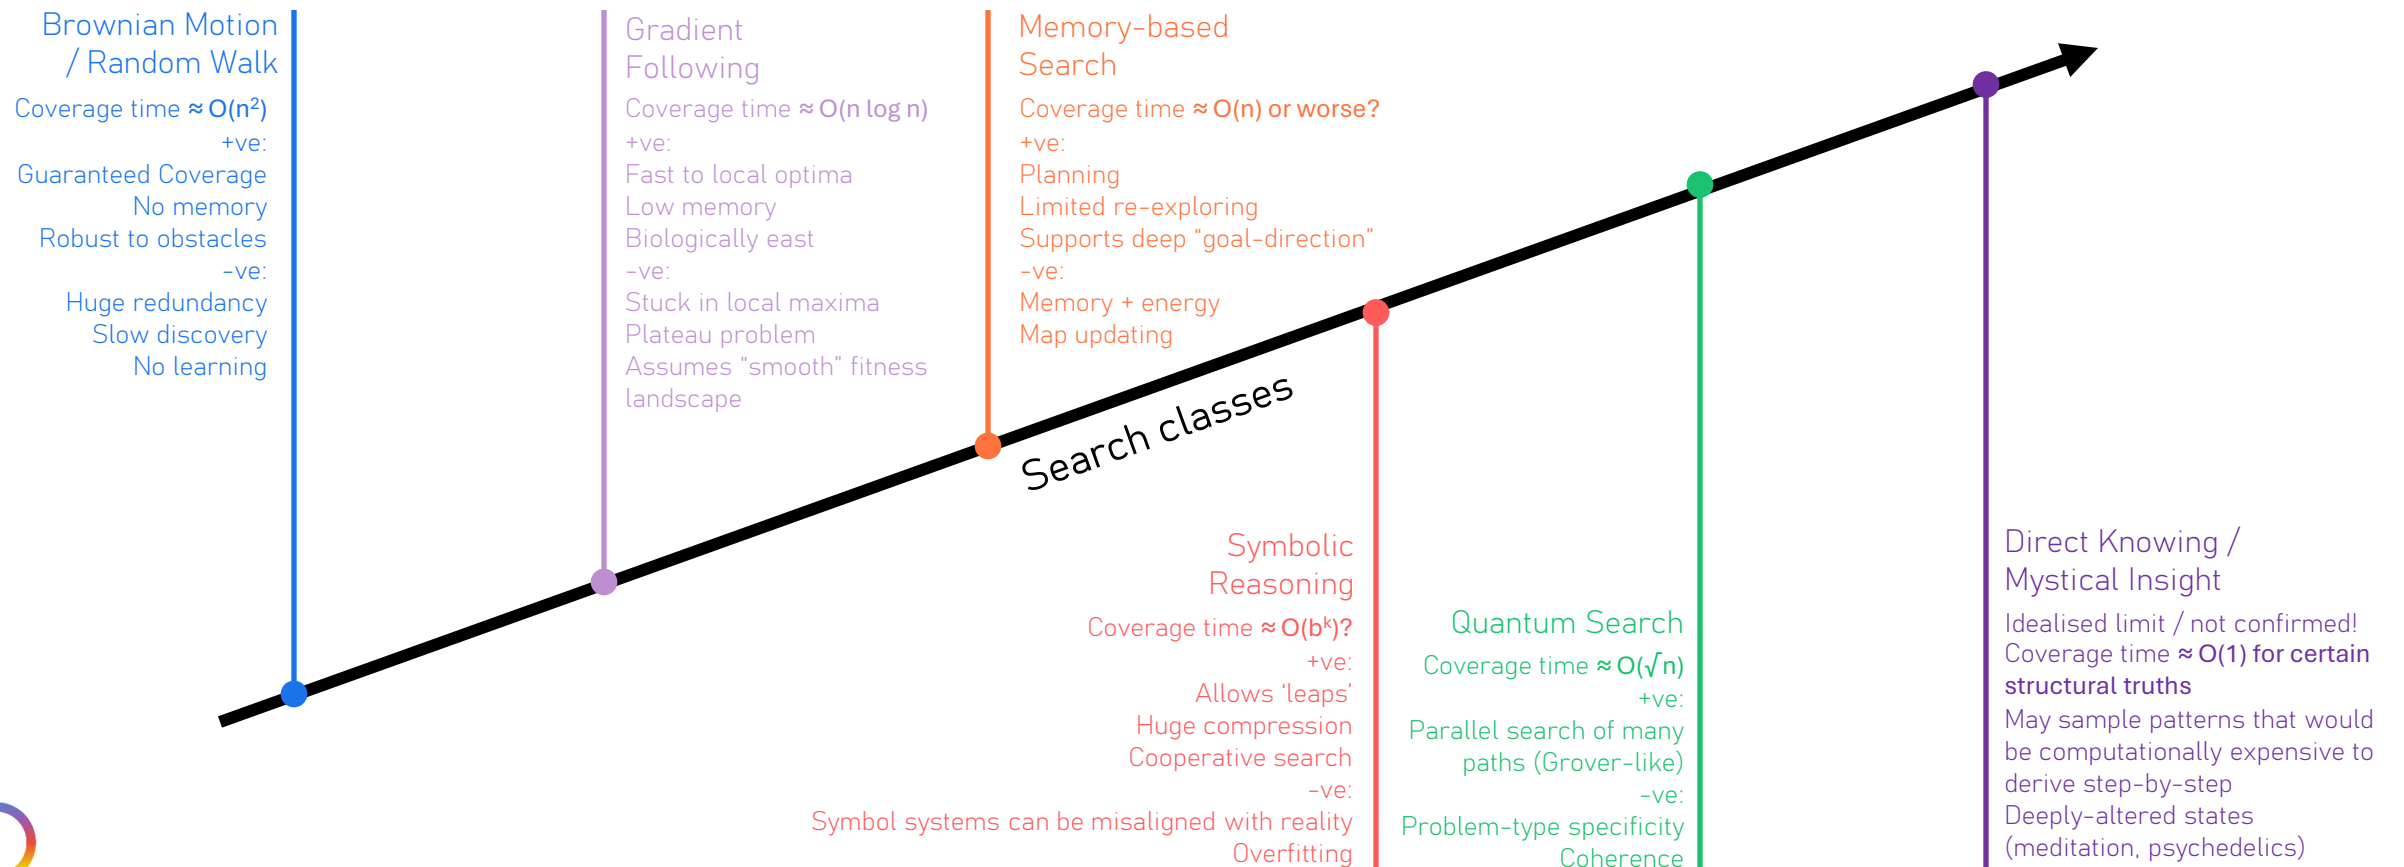 Brownian Motion
/ Random Walk
Coverage time ≈ O(n²)
+ve:
Guaranteed Coverage
No memory
Robust to obstacles
-ve:
Huge redundancy
Slow discovery
No learning
Gradient
Following
Coverage time ≈ O(n log n)
+ve:
Fast to local optima
Low memory
Biologically east
-ve:
Stuck in local maxima
Plateau problem
Assumes "smooth" fitness
landscape
Memory-based
Search
Coverage time ≈ O(n) or worse?
+ve:
Planning
Limited re-exploring
Supports deep "goal-direction"
-ve:
Memory + energy
Map updating
Search classes
Symbolic
Reasoning
Coverage time ≈ O(bᵏ)?
+ve:
Allows 'leaps'
Huge compression
Cooperative search
-ve:
Symbol systems can be misaligned with reality
Overfitting
Quantum Search
Coverage time ≈ O(√n)
+ve:
Parallel search of many
paths (Grover-like)
-ve:
Problem-type specificity
Coherence
Direct Knowing /
Mystical Insight
Idealised limit / not confirmed!
Coverage time ≈ O(1) for certain
structural truths
May sample patterns that would
be computationally expensive to
derive step-by-step
Deeply-altered states
(meditation, psychedelics)